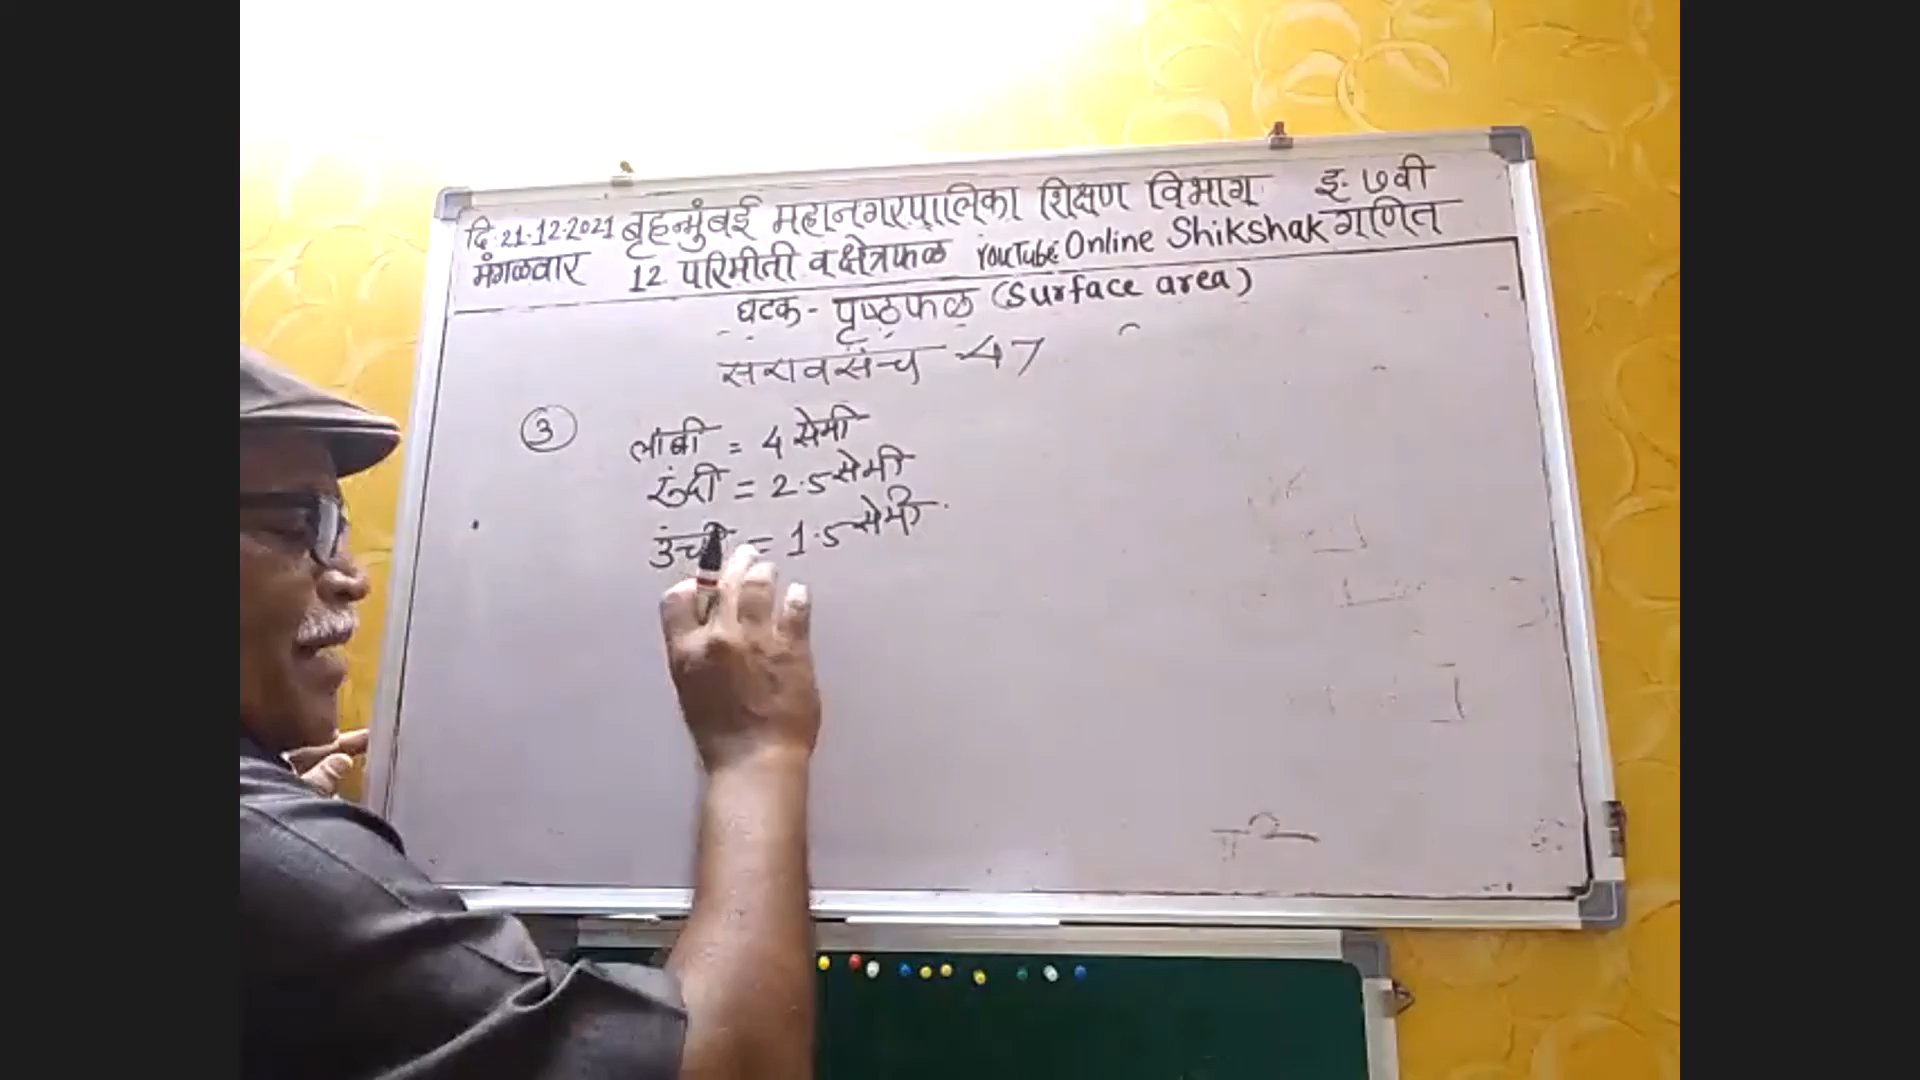 बृहन्मुंबई महानगरपालिका शिक्षण विभाग इ. ७वी
दि. 21.12.2021
मंगळवार 12 परिमीती व क्षेत्रफळ YouTube: Online Shikshak गणित
घटक - पृष्ठफळ (Surface area)
सरावसंच 47
3
लांबी = 4 सेमी
रुंदी = 2.5 सेमी
उंची = 1.5 सेमी